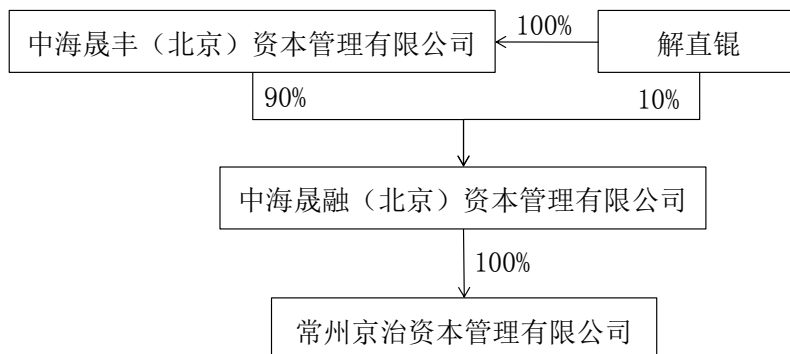 中海晟丰（北京）资本管理有限公司
100%
解直锟
90%
10%
中海晟融（北京）资本管理有限公司
100%
常州京治资本管理有限公司